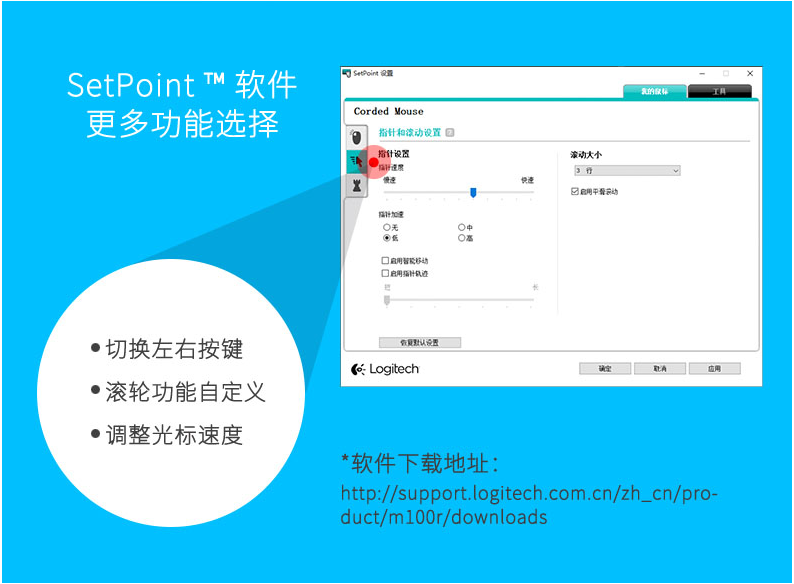 SetPoint ™ 软件
更多功能选择
SetPoint 设置
我的鼠标
工具
Corded Mouse
指针和滚动设置
指针设置
指针速度
慢速
快速
指针加速
无
中
低
高
启用智能移动
启用指针轨迹
短
长
恢复默认设置
滚动大小
3 行
启用平滑滚动
Logitech
确定
取消
应用
切换左右按键
滚轮功能自定义
调整光标速度
*软件下载地址：
http://support.logitech.com.cn/zh_cn/pro-
duct/m100r/downloads